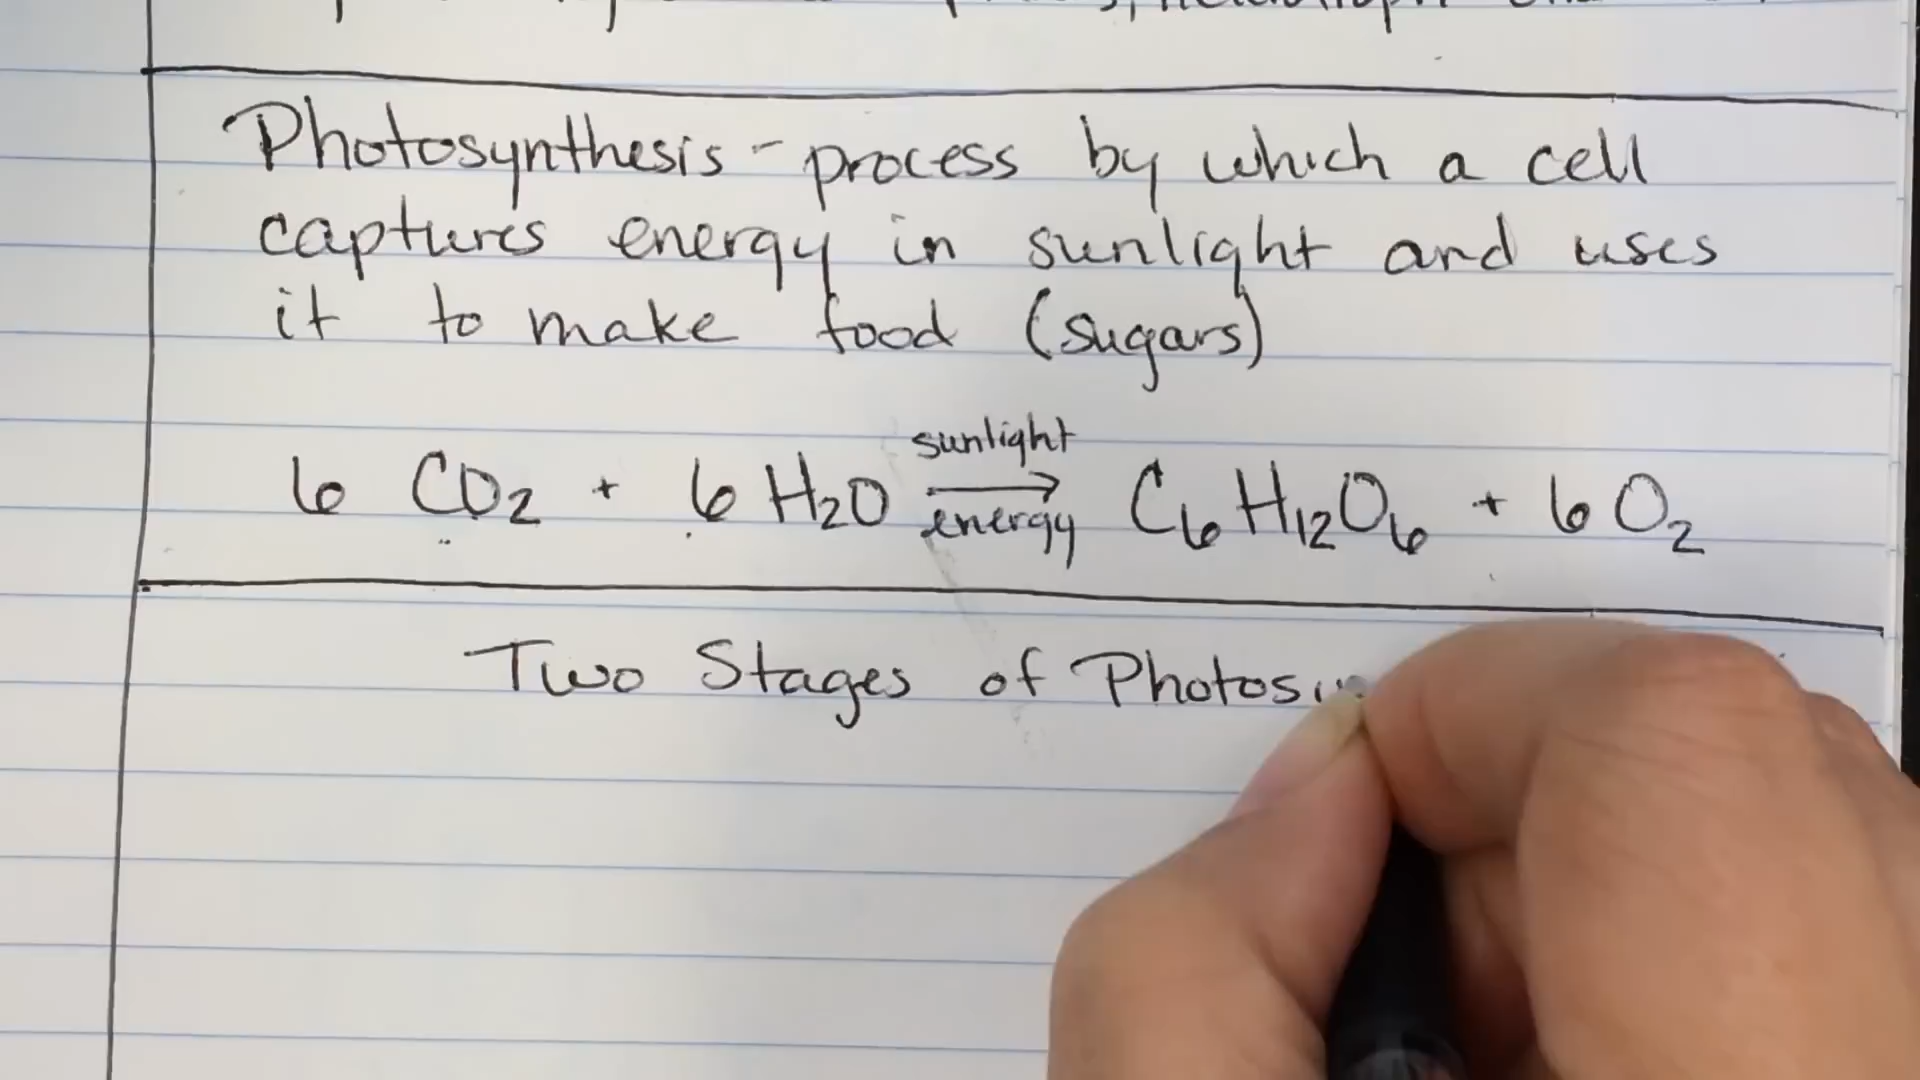 Photosynthesis - process by which a cell
captures energy in sunlight and uses
it to make food (sugars)
sunlight
6 CO2 + 6 H2O → C6H12O6 + 6 O2
energy
Two Stages of Photos